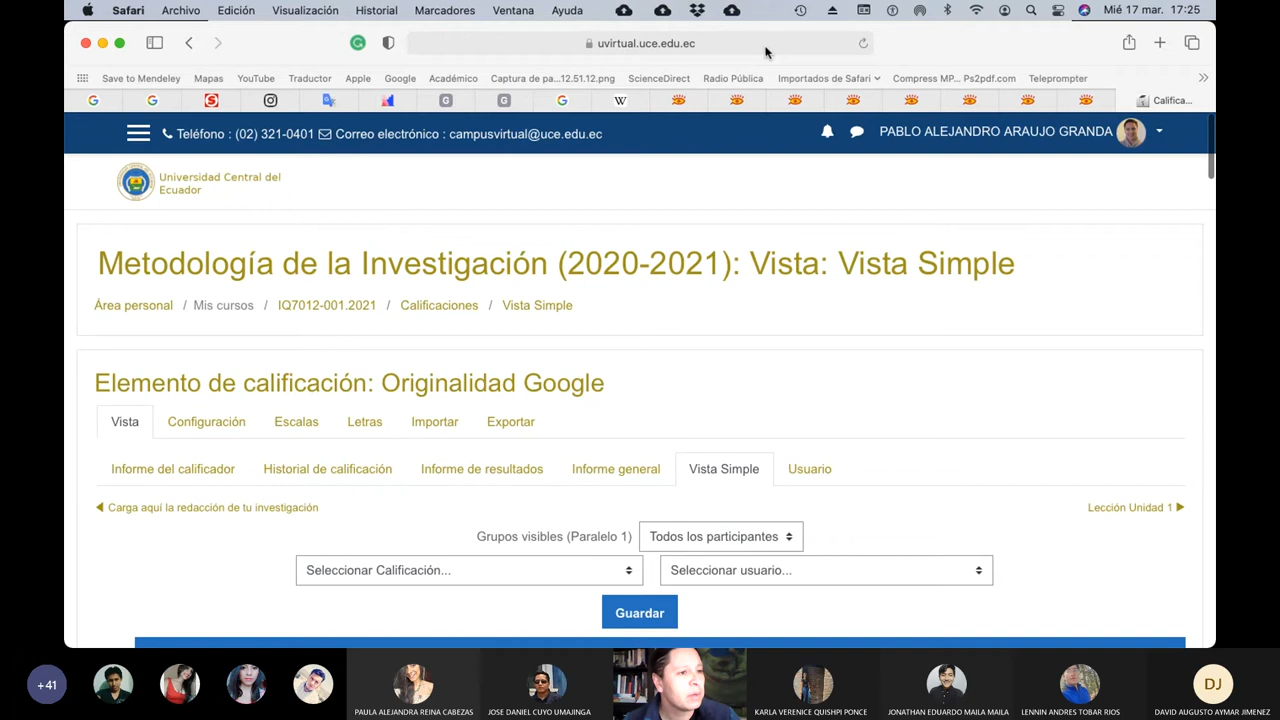 Safari Archivo Edición Visualización Historial Marcadores Ventana Ayuda Mié 17 mar. 17:25
uvirtual.uce.edu.ec
Save to Mendeley Mapas YouTube Traductor Apple Google Académico Captura de pa...12.51.12.png ScienceDirect Radio Pública Importados de Safari Compress MP... Ps2pdf.com Teleprompter
Califica...
Teléfono : (02) 321-0401 Correo electrónico : campusvirtual@uce.edu.ec PABLO ALEJANDRO ARAUJO GRANDA
Universidad Central del
Ecuador
Metodología de la Investigación (2020-2021): Vista: Vista Simple
Área personal / Mis cursos / IQ7012-001.2021 / Calificaciones / Vista Simple
Elemento de calificación: Originalidad Google
Vista Configuración Escalas Letras Importar Exportar
Informe del calificador Historial de calificación Informe de resultados Informe general Vista Simple Usuario
Carga aquí la redacción de tu investigación Lección Unidad 1
Grupos visibles (Paralelo 1) Todos los participantes
Seleccionar Calificación... Seleccionar usuario...
Guardar
+41 DJ
PAULA ALEJANDRA REINA CABEZAS JOSE DANIEL CUYO UMAJINGA KARLA VERENICE QUISHPI PONCE JONATHAN EDUARDO MAILA MAILA LENNIN ANDRES TOBAR RIOS DAVID AUGUSTO AYMAR JIMENEZ